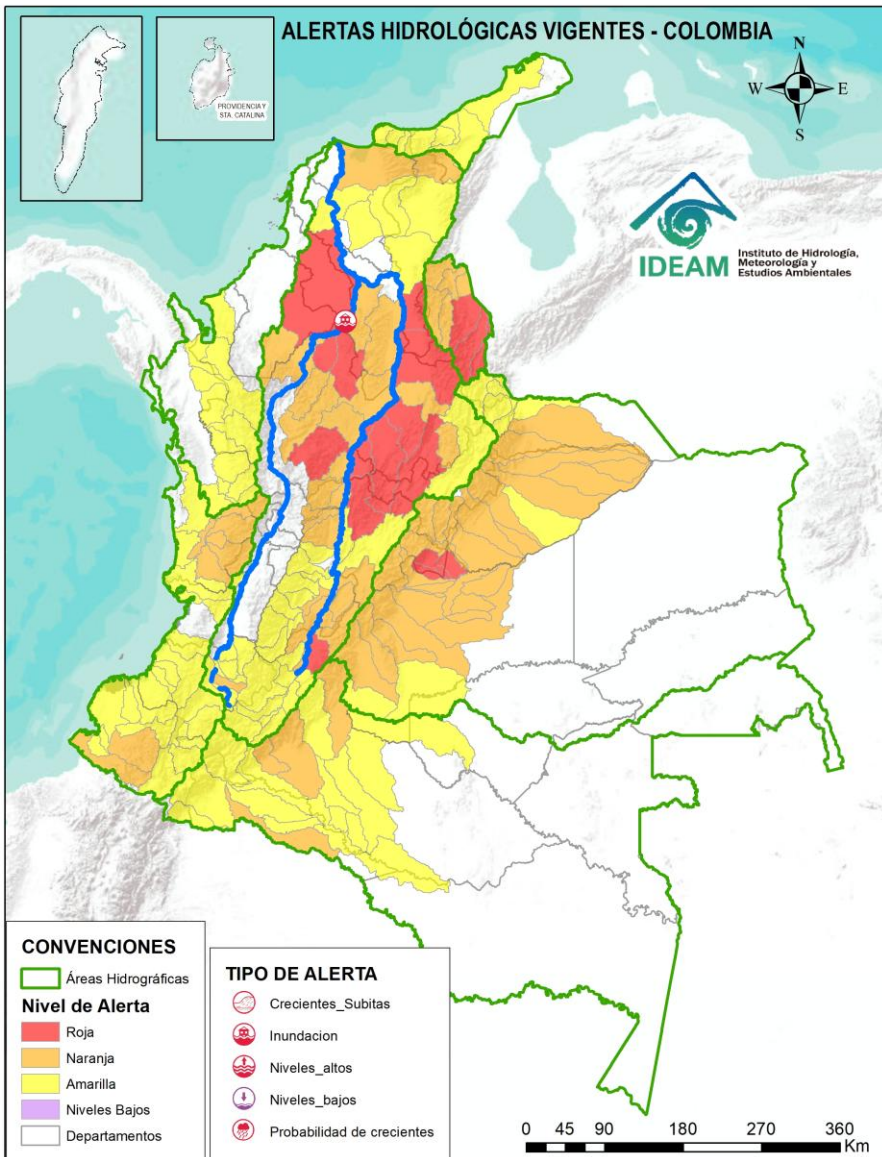 ALERTAS HIDROLÓGICAS VIGENTES - COLOMBIA
PROVIDENCIA Y
STA. CATALINA
N
W
E
S
IDEAM
Instituto de Hidrología,
Meteorología y
Estudios Ambientales
CONVENCIONES
Áreas Hidrográficas
Nivel de Alerta
Roja
Naranja
Amarilla
Niveles Bajos
Departamentos
TIPO DE ALERTA
Crecientes_Subitas
Inundacion
Niveles_altos
Niveles_bajos
Probabilidad de crecientes
0 45 90 180 270 360
Km